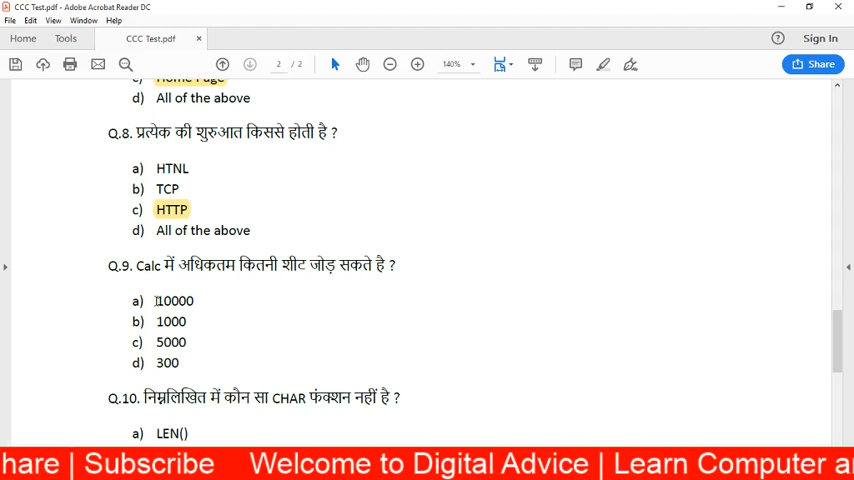 CCC Test.pdf - Adobe Acrobat Reader DC
File Edit View Window Help
Home Tools CCC Test.pdf × Sign In
2 / 2 140% Share
c) Home Page
d) All of the above
Q.8. प्रत्येक की शुरुआत किससे होती है ?
a) HTNL
b) TCP
c) HTTP
d) All of the above
Q.9. Calc में अधिकतम कितनी शीट जोड़ सकते है ?
a) 10000
b) 1000
c) 5000
d) 300
Q.10. निम्नलिखित में कौन सा CHAR फंक्शन नहीं है ?
a) LEN()
hare | Subscribe Welcome to Digital Advice | Learn Computer a